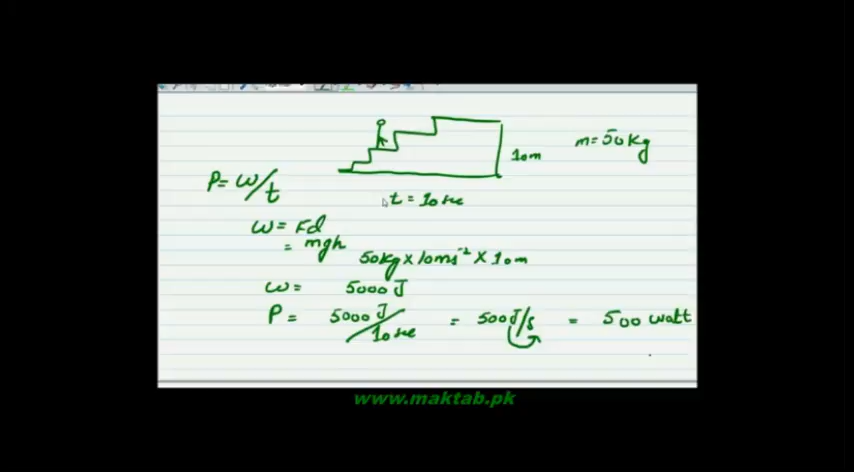 10m
m = 50kg
P = W/t
t = 10 sec
W = Fd
= mgh
50kg × 10ms⁻² × 10m
W = 5000 J
P = 5000 J / 10 sec = 500 J/s = 500 watt
www.maktab.pk